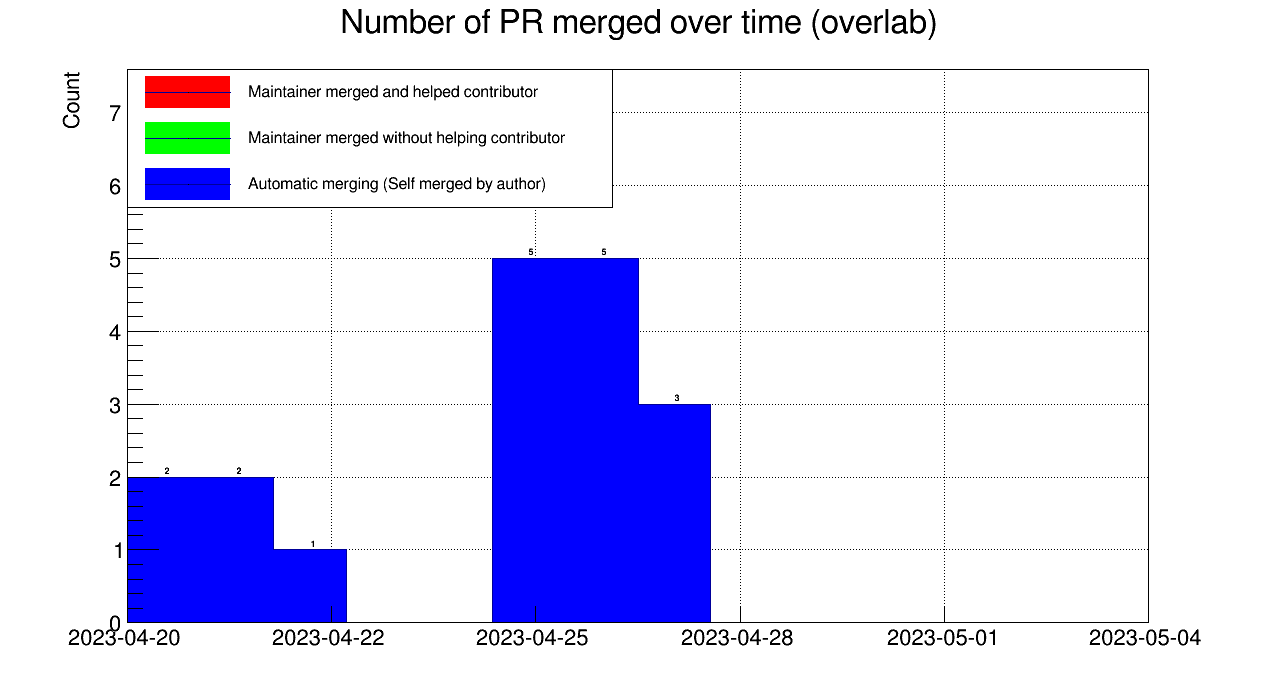 Number of PR merged over time (overlab)
Count
Maintainer merged and helped contributor
Maintainer merged without helping contributor
Automatic merging (Self merged by author)
7
6
5
4
3
2
1
0
5 5
3
2 2
1
2023-04-20 2023-04-22 2023-04-25 2023-04-28 2023-05-01 2023-05-04